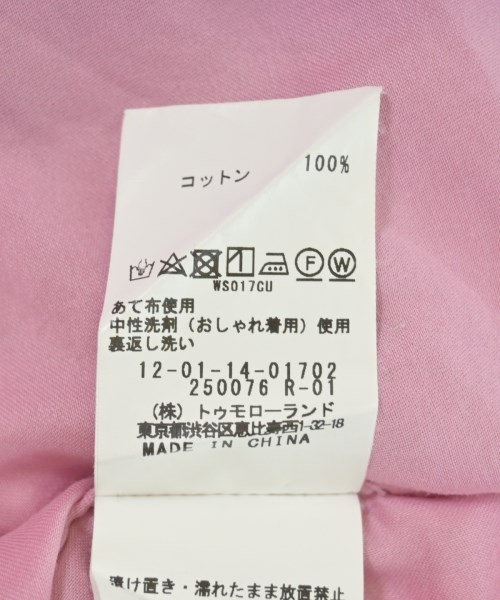 コットン 100%
WS017CU
あて布使用
中性洗剤（おしゃれ着用）使用
裏返し洗い
12-01-14-01702
250076 R-01
（株）トゥモローランド
東京都渋谷区恵比寿西1-32-18
MADE IN CHINA
漬け置き・濡れたまま放置禁止